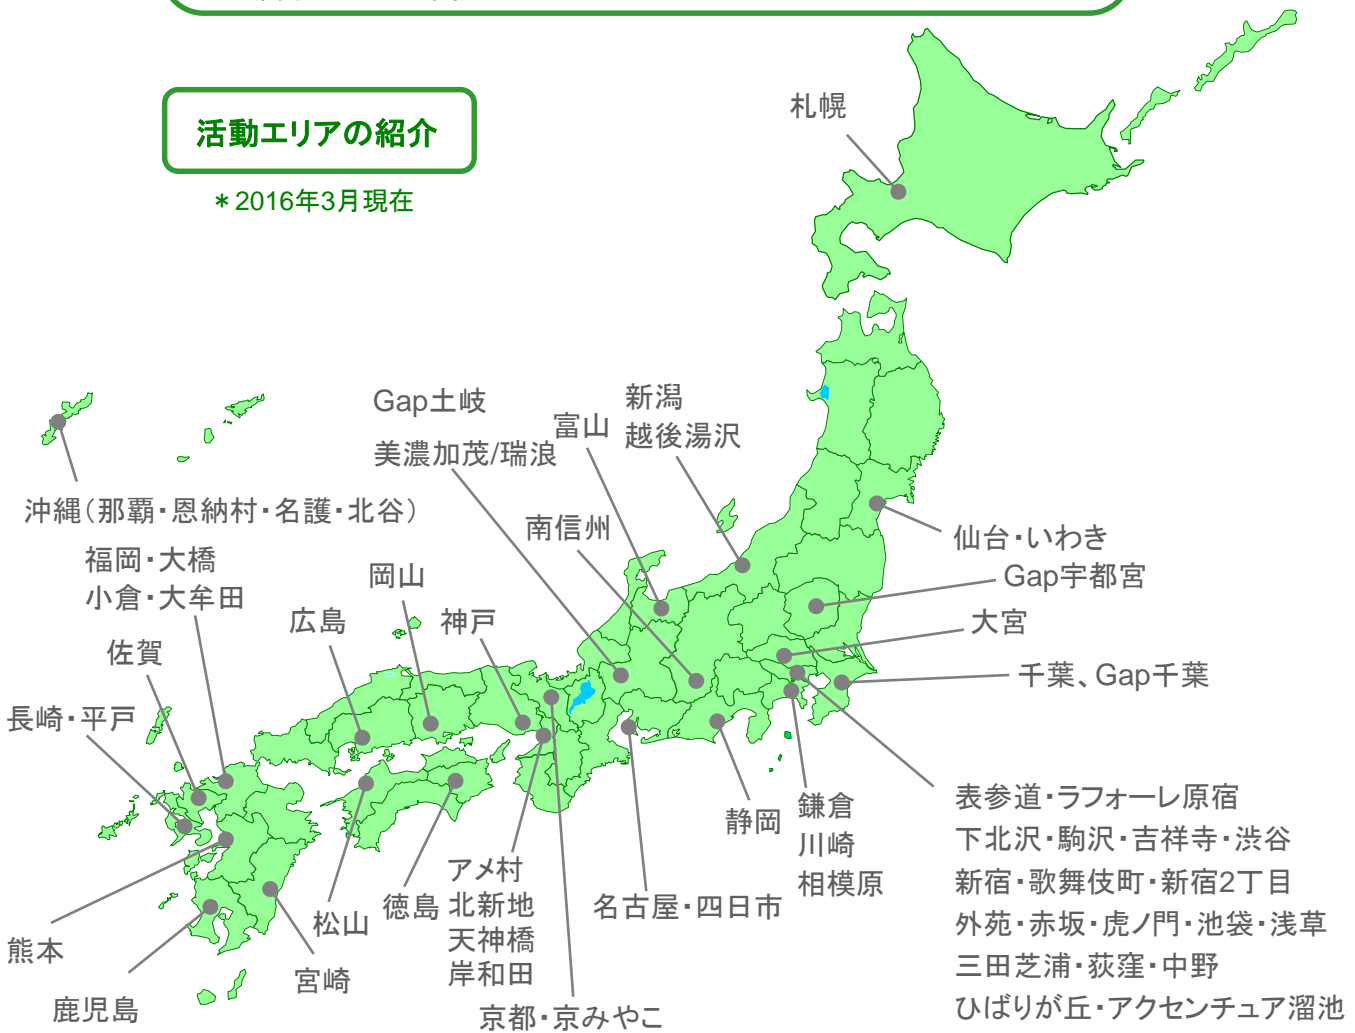 活動エリアの紹介
*2016年3月現在
札幌
Gap土岐
美濃加茂/瑞浪
富山
新潟
越後湯沢
南信州
沖縄(那覇・恩納村・名護・北谷)
福岡・大橋
小倉・大牟田
佐賀
長崎・平戸
広島
岡山
神戸
仙台・いわき
Gap宇都宮
大宮
千葉、Gap千葉
表参道・ラフォーレ原宿
下北沢・駒沢・吉祥寺・渋谷
新宿・歌舞伎町・新宿2丁目
外苑・赤坂・虎ノ門・池袋・浅草
三田芝浦・荻窪・中野
ひばりが丘・アクセンチュア溜池
鎌倉
川崎
相模原
静岡
名古屋・四日市
アメ村
北新地
天神橋
岸和田
京都・京みやこ
徳島
松山
宮崎
熊本
鹿児島